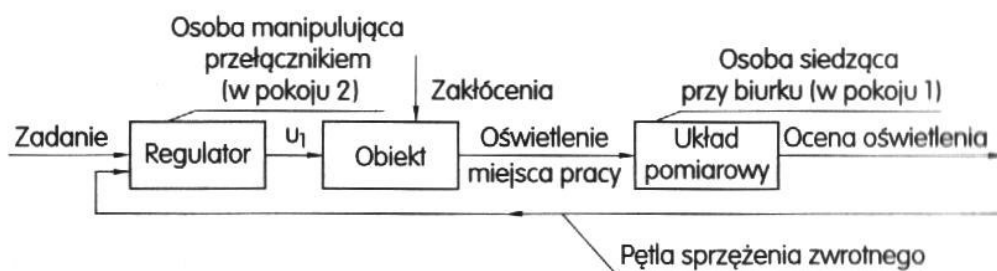 Osoba manipulująca
przełącznikiem
(w pokoju 2)
Zakłócenia
Osoba siedząca
przy biurku (w pokoju 1)
Zadanie
Regulator
u1
Obiekt
Oświetlenie
miejsca pracy
Układ
pomiarowy
Ocena oświetlenia
Pętla sprzężenia zwrotnego